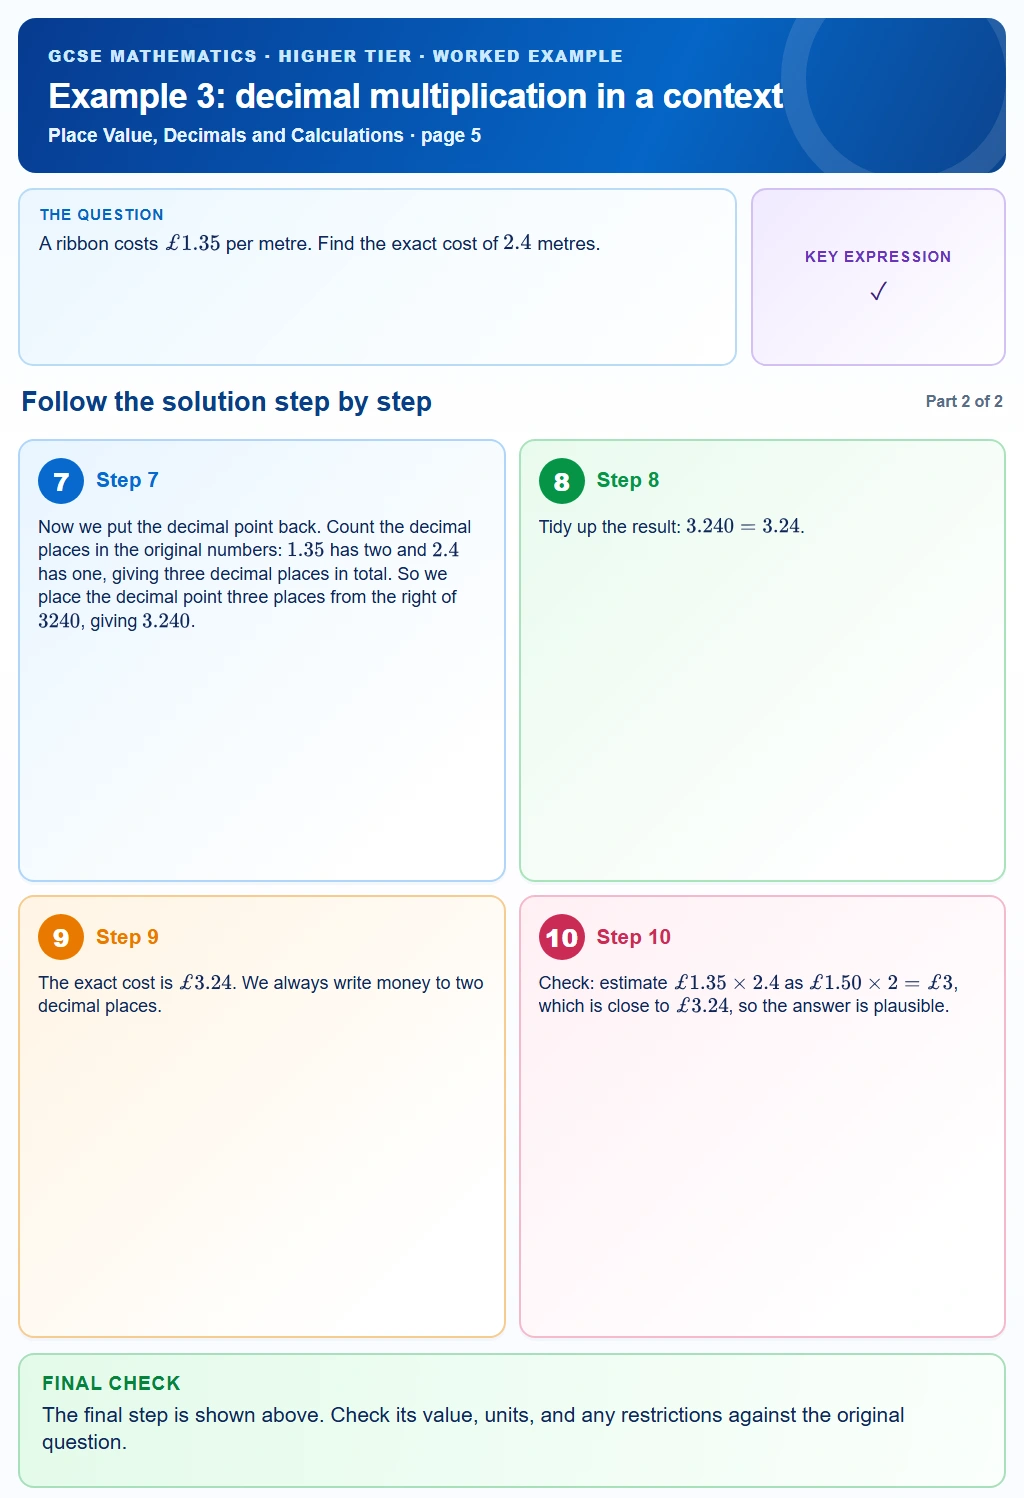 GCSE MATHEMATICS · HIGHER TIER · WORKED EXAMPLE
Example 3: decimal multiplication in a context
Place Value, Decimals and Calculations · page 5
THE QUESTION
A ribbon costs £1.35 per metre. Find the exact cost of 2.4 metres.
KEY EXPRESSION
✓
Follow the solution step by step
Part 2 of 2
7 Step 7
Now we put the decimal point back. Count the decimal
places in the original numbers: 1.35 has two and 2.4
has one, giving three decimal places in total. So we
place the decimal point three places from the right of
3240, giving 3.240.
8 Step 8
Tidy up the result: 3.240 = 3.24.
9 Step 9
The exact cost is £3.24. We always write money to two
decimal places.
10 Step 10
Check: estimate £1.35 × 2.4 as £1.50 × 2 = £3,
which is close to £3.24, so the answer is plausible.
FINAL CHECK
The final step is shown above. Check its value, units, and any restrictions against the original
question.